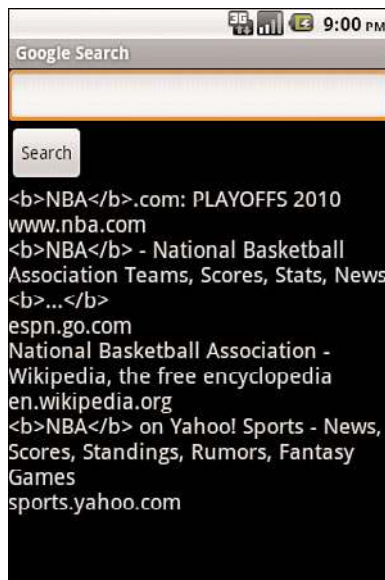 3G 9:00 PM
Google Search
Search
<b>NBA</b>.com: PLAYOFFS 2010
www.nba.com
<b>NBA</b> - National Basketball
Association Teams, Scores, Stats, News
<b>...</b>
espn.go.com
National Basketball Association -
Wikipedia, the free encyclopedia
en.wikipedia.org
<b>NBA</b> on Yahoo! Sports - News,
Scores, Standings, Rumors, Fantasy
Games
sports.yahoo.com